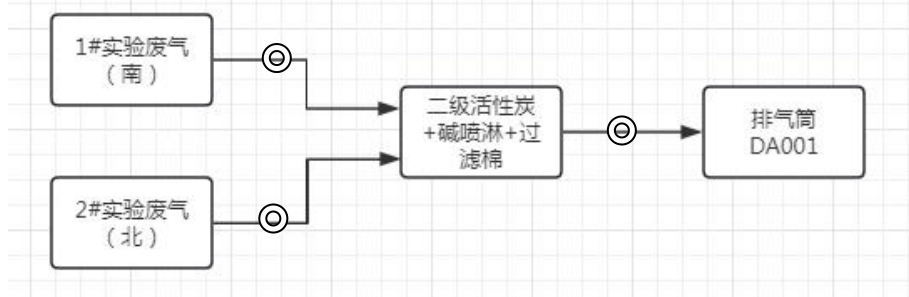 1#实验废气
（南）
二级活性炭
+碱喷淋+过
滤棉
排气筒
DA001
2#实验废气
（北）